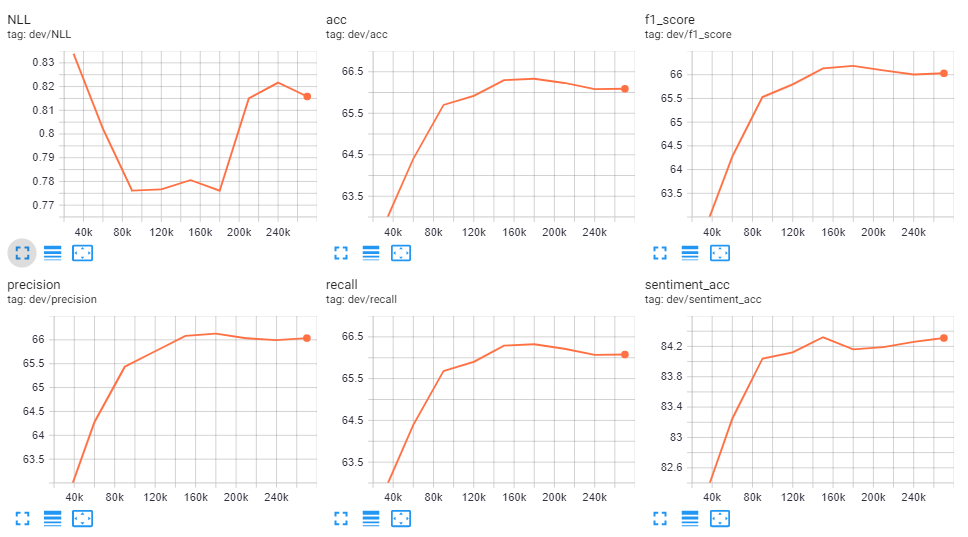 NLL
tag: dev/NLL
0.83
0.82
0.81
0.8
0.79
0.78
0.77
40k 80k 120k 160k 200k 240k
acc
tag: dev/acc
66.5
65.5
64.5
63.5
40k 80k 120k 160k 200k 240k
f1_score
tag: dev/f1_score
66
65.5
65
64.5
64
63.5
40k 80k 120k 160k 200k 240k
precision
tag: dev/precision
66
65.5
65
64.5
64
63.5
40k 80k 120k 160k 200k 240k
recall
tag: dev/recall
66.5
65.5
64.5
63.5
40k 80k 120k 160k 200k 240k
sentiment_acc
tag: dev/sentiment_acc
84.2
83.8
83.4
83
82.6
40k 80k 120k 160k 200k 240k